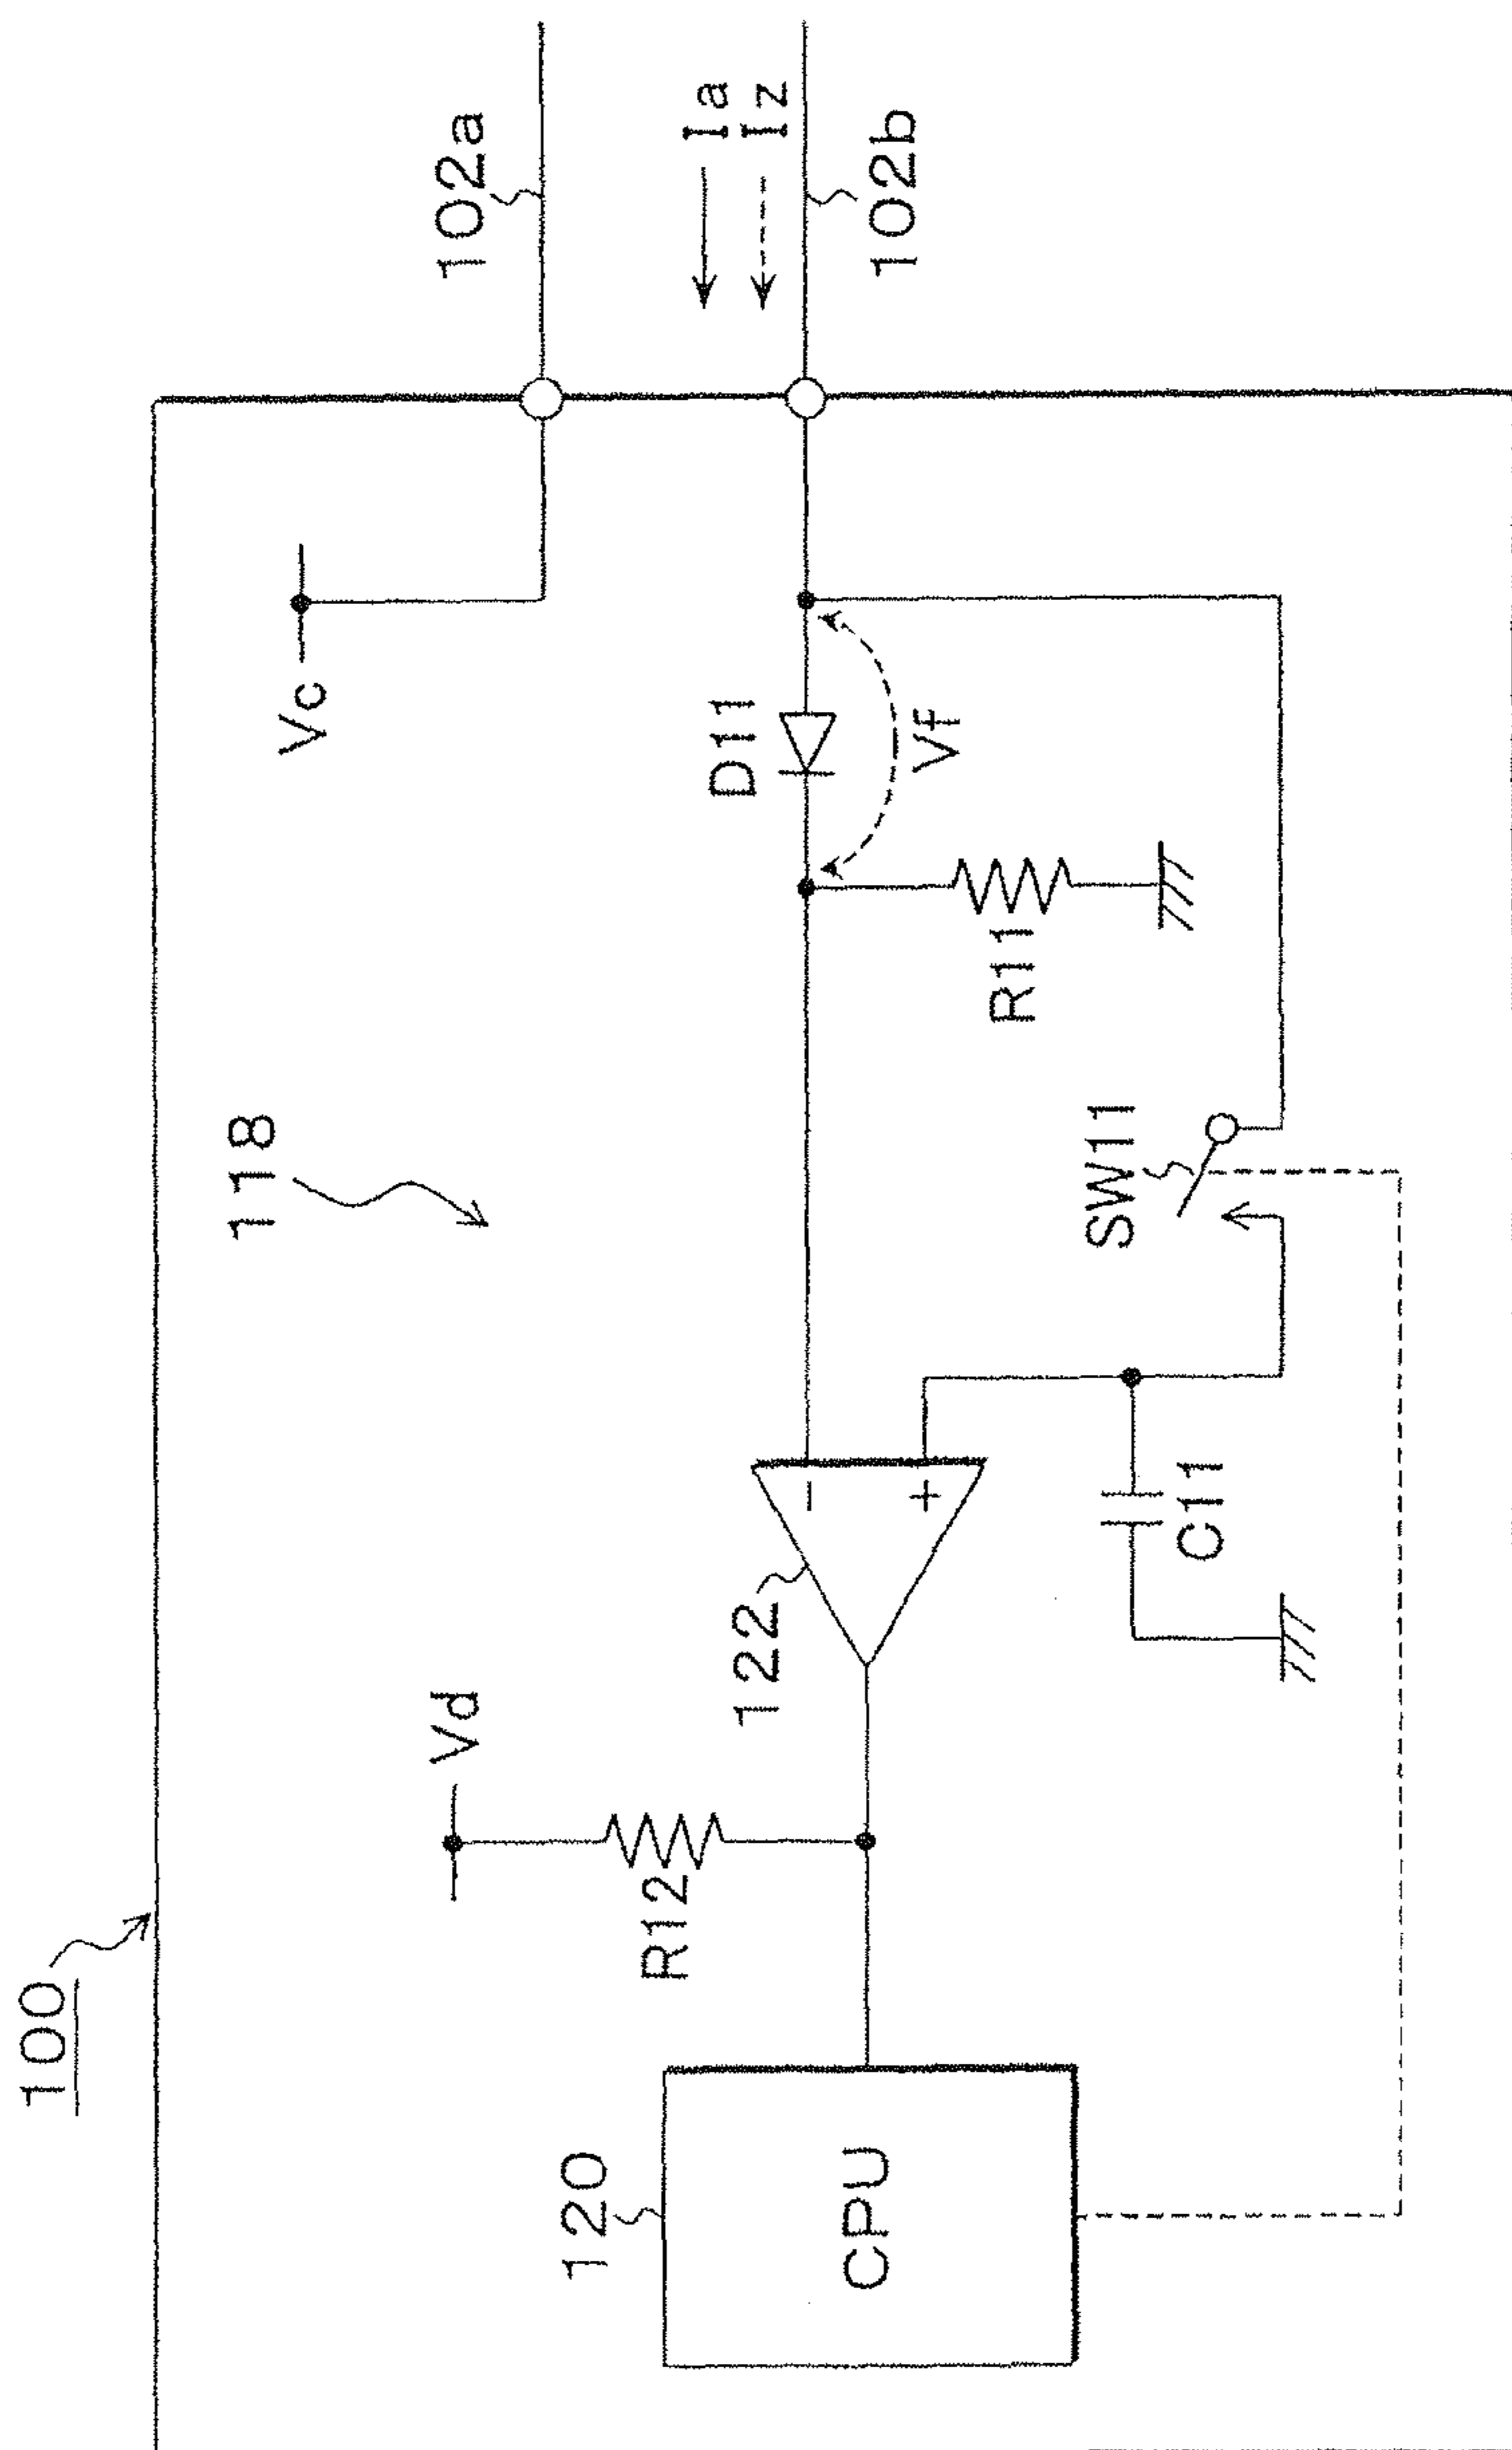 100
118
Vc
102a
Ia
Iz
102b
Vd
R12
120
CPU
122
D11
Vf
R11
SW11
C11
−
+